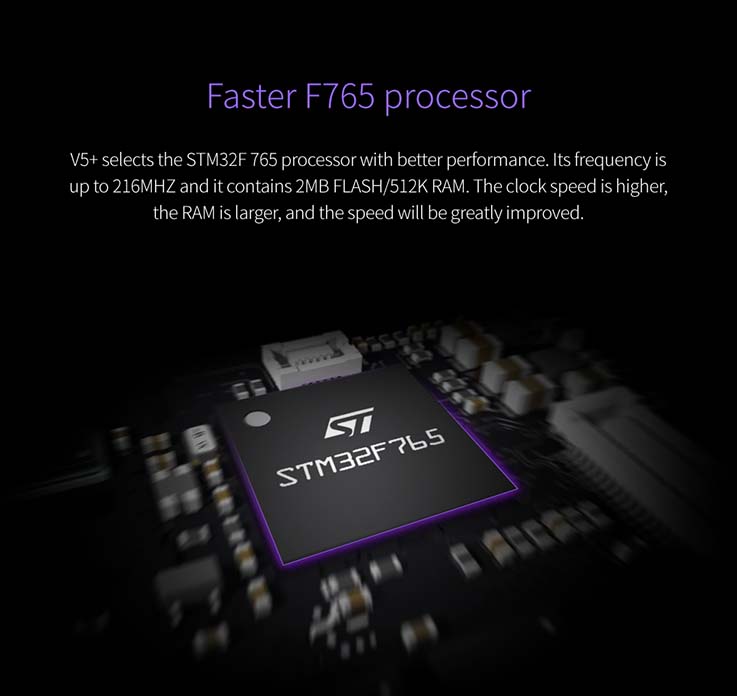 Faster F765 processor
V5+ selects the STM32F 765 processor with better performance. Its frequency is
up to 216MHZ and it contains 2MB FLASH/512K RAM. The clock speed is higher,
the RAM is larger, and the speed will be greatly improved.
ST
STM32F765